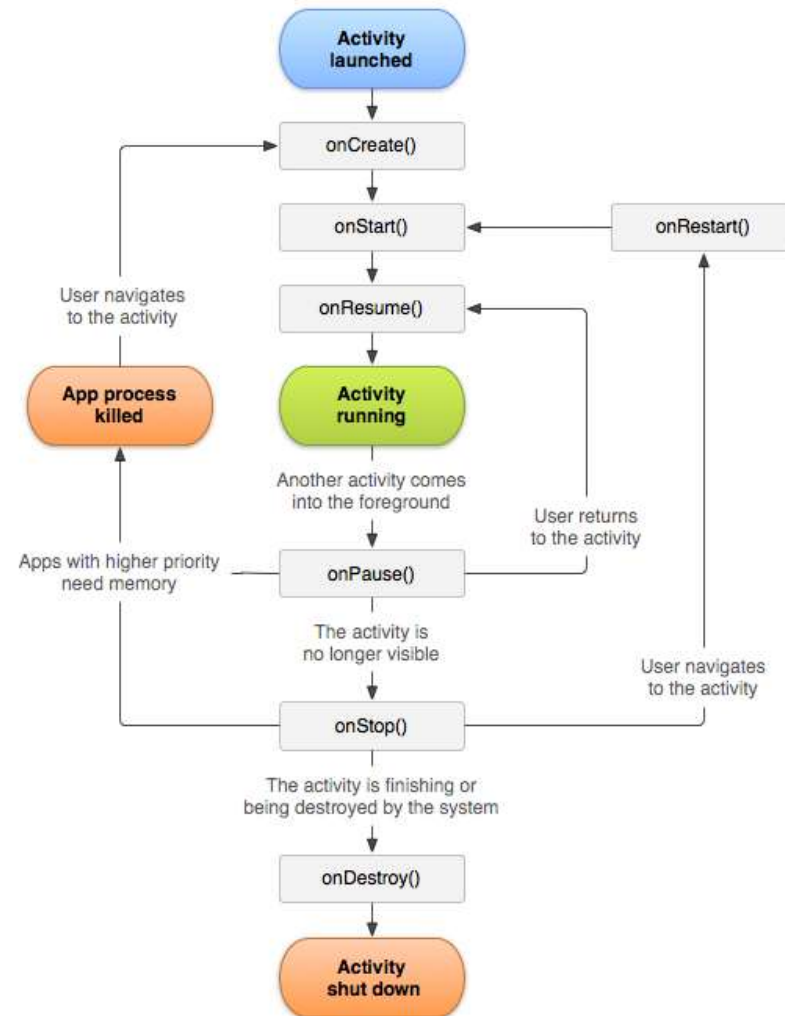 Activity
launched
onCreate()
onStart()
onRestart()
User navigates
to the activity
onResume()
App process
killed
Activity
running
Another activity comes
into the foreground
User returns
to the activity
Apps with higher priority
need memory
onPause()
The activity is
no longer visible
User navigates
to the activity
onStop()
The activity is finishing or
being destroyed by the system
onDestroy()
Activity
shut down